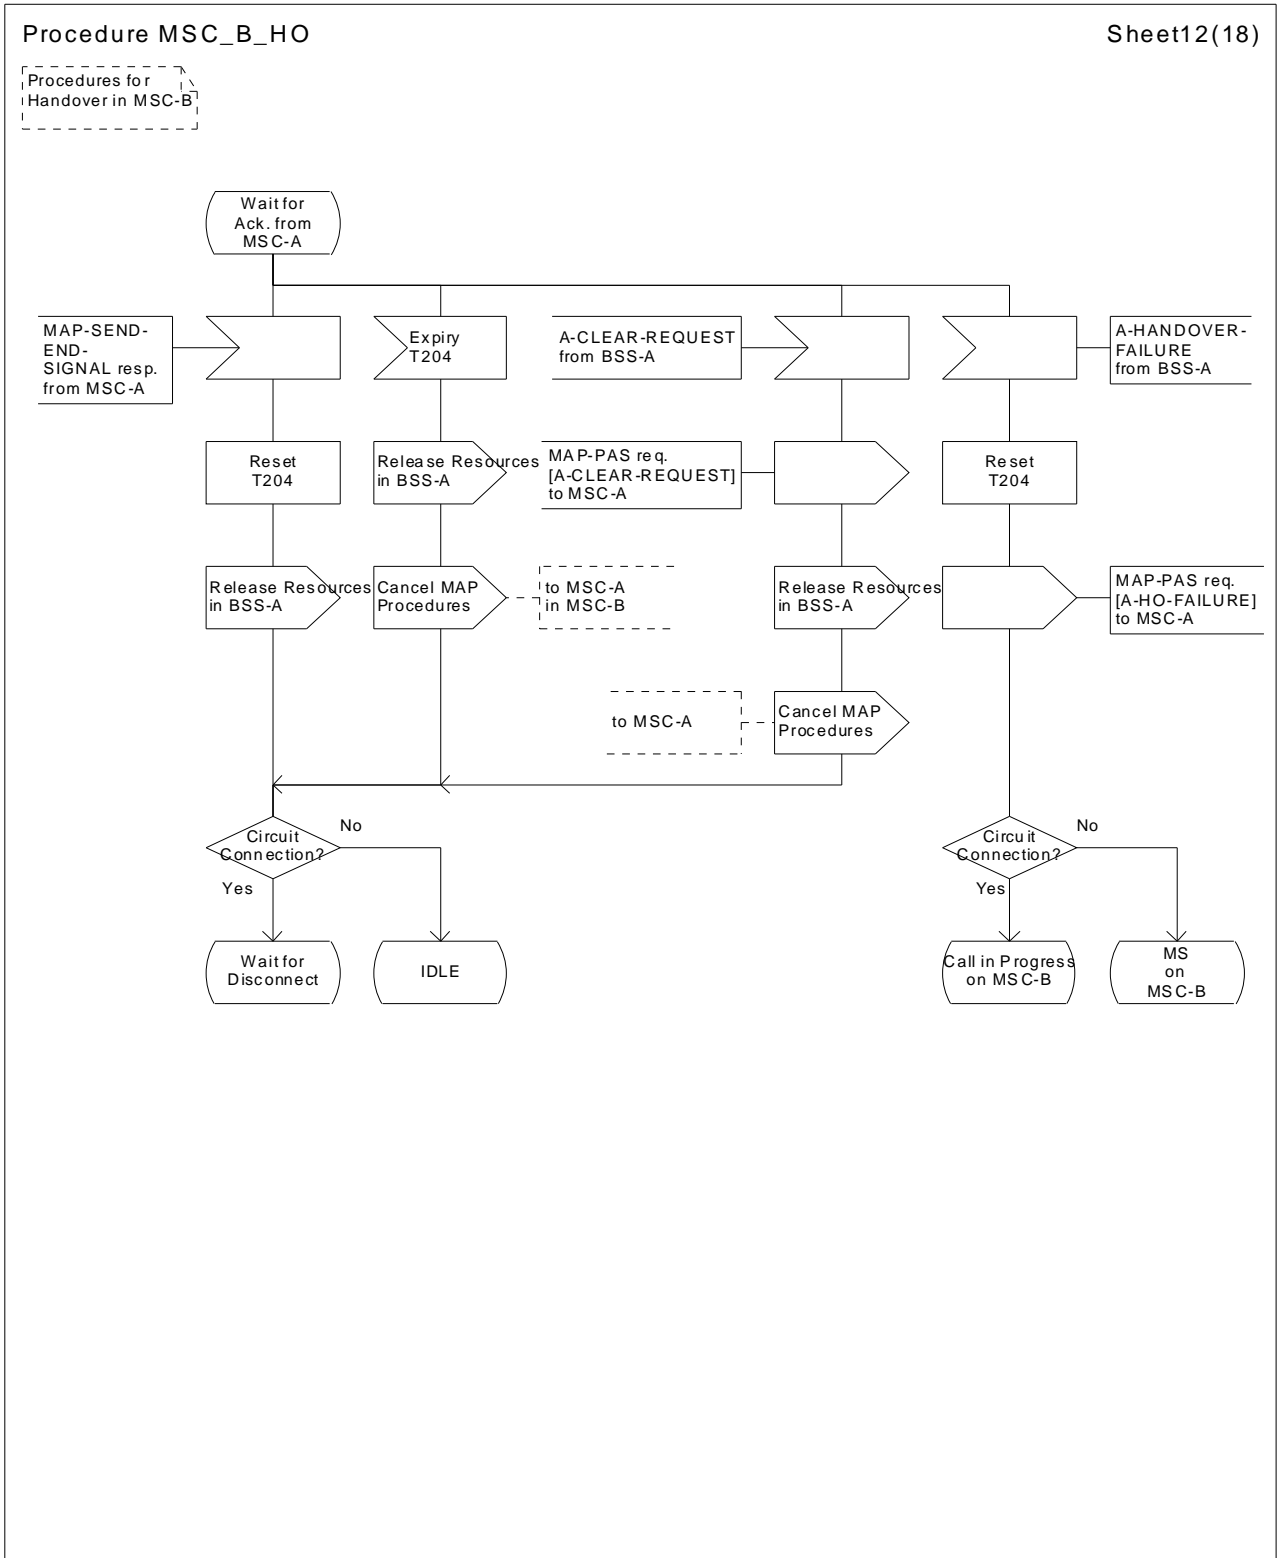 Procedure MSC_B_HO
Sheet12(18)
Procedures for
Handover in MSC-B
Wait for
Ack. from
MSC-A
MAP-SEND-
END-
SIGNAL resp.
from MSC-A
Expiry
T204
A-CLEAR-REQUEST
from BSS-A
A-HANDOVER-
FAILURE
from BSS-A
Reset
T204
Release Resources
in BSS-A
MAP-PAS req.
[A-CLEAR-REQUEST]
to MSC-A
Reset
T204
Release Resources
in BSS-A
Cancel MAP
Procedures
to MSC-A
in MSC-B
Release Resources
in BSS-A
MAP-PAS req.
[A-HO-FAILURE]
to MSC-A
to MSC-A
Cancel MAP
Procedures
Circuit
Connection?
No
Yes
Circuit
Connection?
No
Yes
Wait for
Disconnect
IDLE
Call in Progress
on MSC-B
MS
on
MSC-B